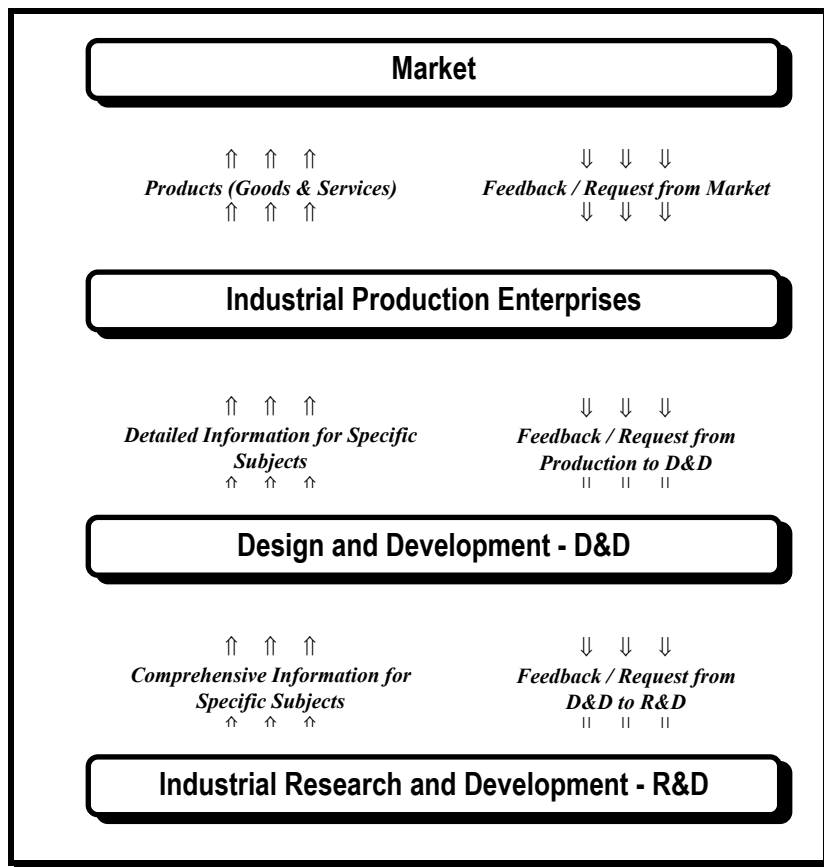 Market
⇑ ⇑ ⇑
Products (Goods & Services)
⇑ ⇑ ⇑
⇓ ⇓ ⇓
Feedback / Request from Market
⇓ ⇓ ⇓
Industrial Production Enterprises
⇑ ⇑ ⇑
Detailed Information for Specific
Subjects
⇑ ⇑ ⇑
⇓ ⇓ ⇓
Feedback / Request from
Production to D&D
Design and Development - D&D
⇑ ⇑ ⇑
Comprehensive Information for
Specific Subjects
⇑ ⇑ ⇑
⇓ ⇓ ⇓
Feedback / Request from
D&D to R&D
Industrial Research and Development - R&D